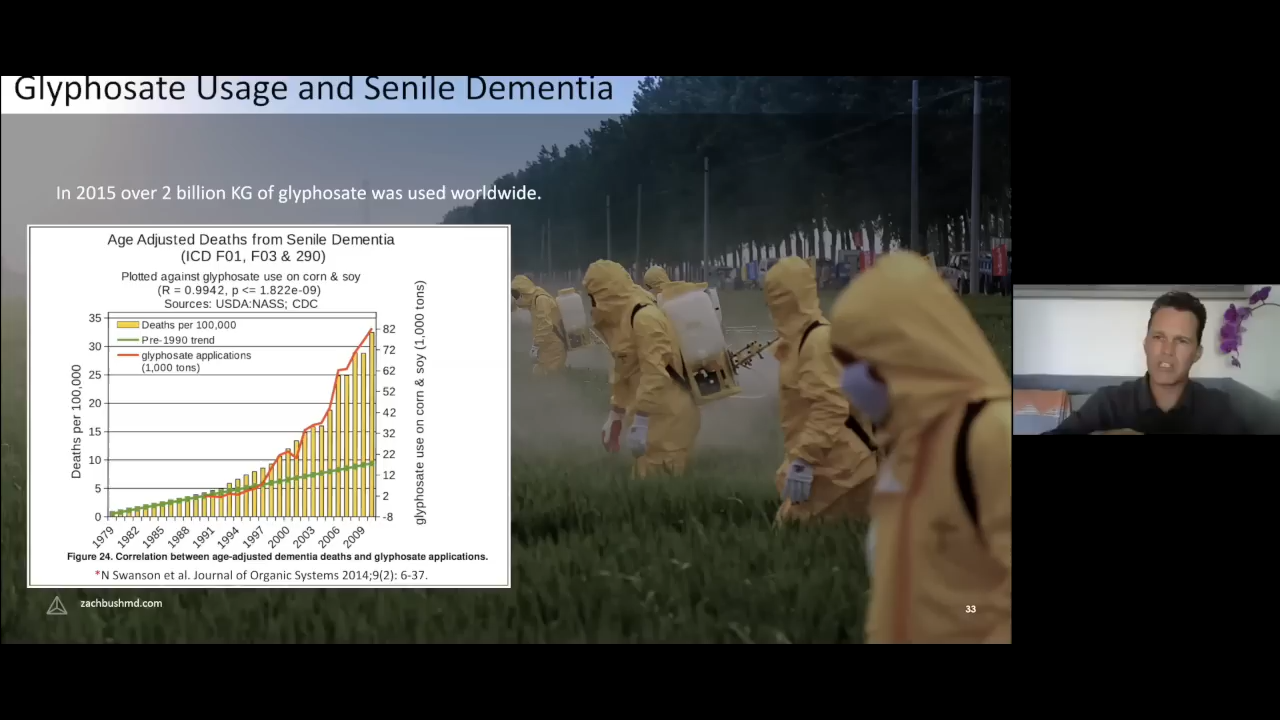 Glyphosate Usage and Senile Dementia
In 2015 over 2 billion KG of glyphosate was used worldwide.
Age Adjusted Deaths from Senile Dementia
(ICD F01, F03 & 290)
Plotted against glyphosate use on corn & soy
(R = 0.9942, p <= 1.822e-09)
Sources: USDA:NASS; CDC
Deaths per 100,000
Pre-1990 trend
glyphosate applications
(1,000 tons)
Deaths per 100,000
35
30
25
20
15
10
5
0
82
72
62
52
42
32
22
12
2
-8
glyphosate use on corn & soy (1,000 tons)
1979
1982
1985
1988
1991
1994
1997
2000
2003
2006
2009
Figure 24. Correlation between age-adjusted dementia deaths and glyphosate applications.
*N Swanson et al. Journal of Organic Systems 2014;9(2): 6-37.
zachbushmd.com
33